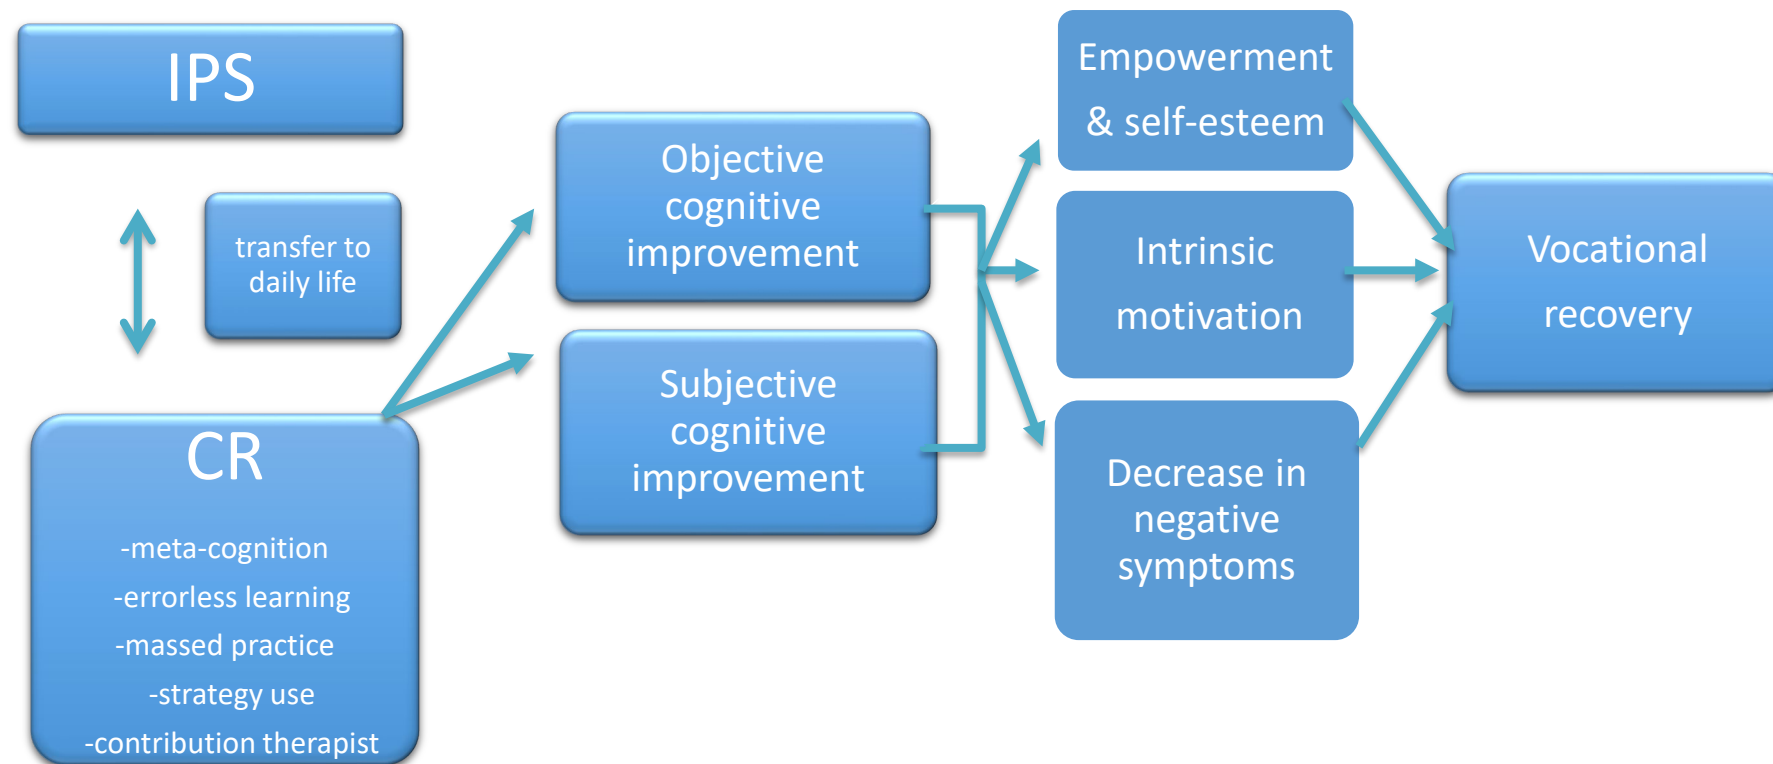 IPS
transfer to
daily life
CR
-meta-cognition
-errorless learning
-massed practice
-strategy use
-contribution therapist
Objective
cognitive
improvement
Subjective
cognitive
improvement
Empowerment
& self-esteem
Intrinsic
motivation
Decrease in
negative
symptoms
Vocational
recovery